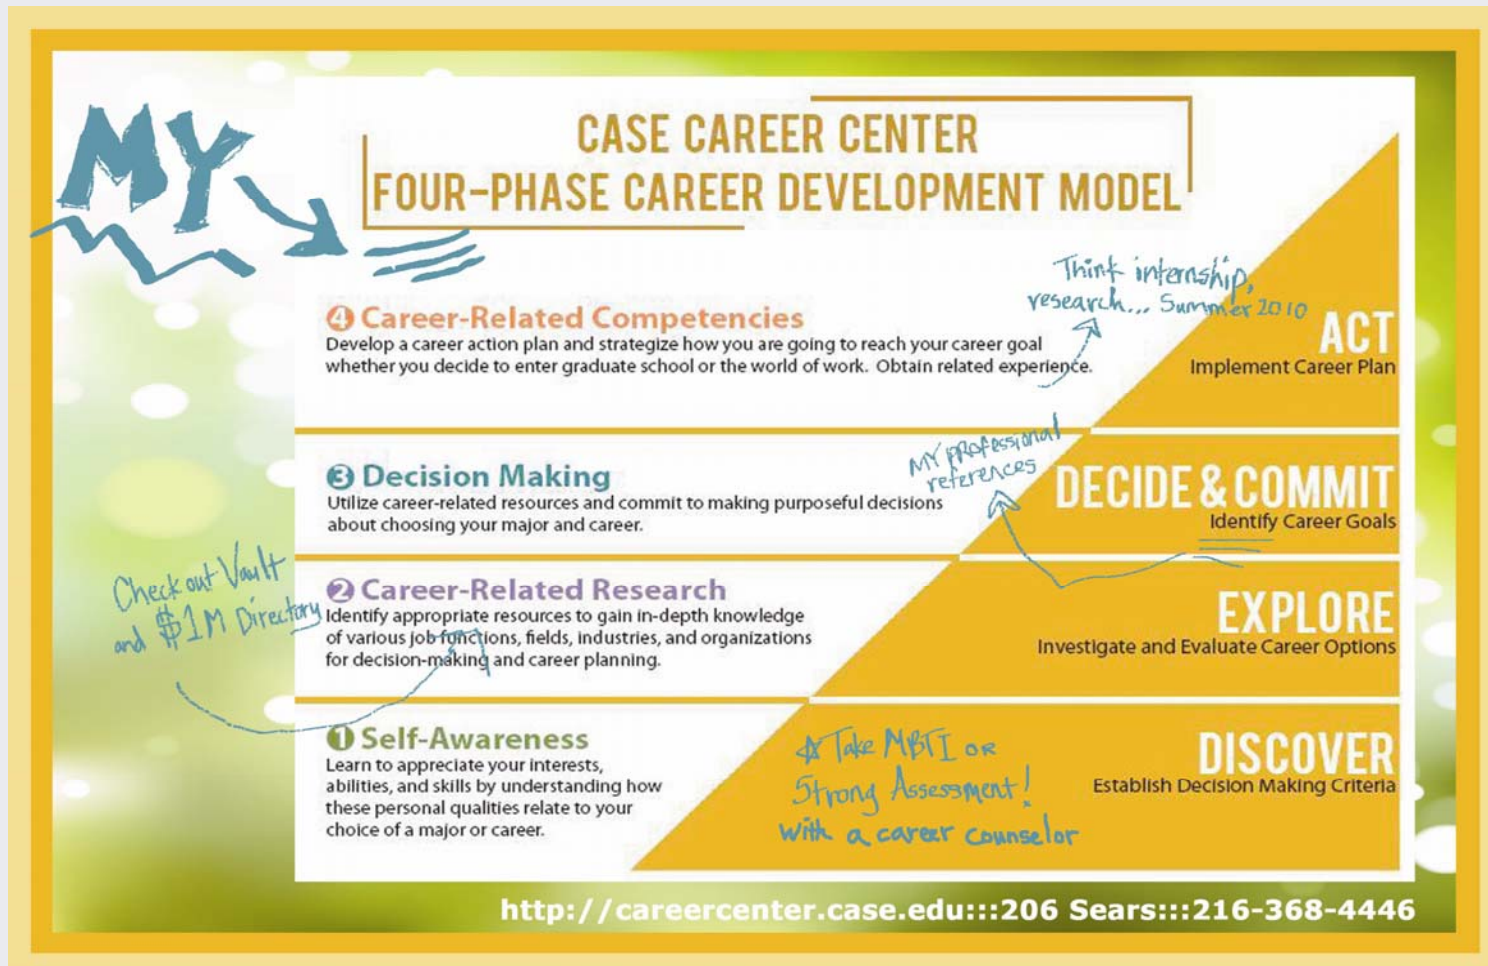 MY
CASE CAREER CENTER
FOUR-PHASE CAREER DEVELOPMENT MODEL
Think internship,
research... Summer 2010
4 Career-Related Competencies
Develop a career action plan and strategize how you are going to reach your career goal
whether you decide to enter graduate school or the world of work. Obtain related experience.
ACT
Implement Career Plan
MY professional
references
3 Decision Making
Utilize career-related resources and commit to making purposeful decisions
about choosing your major and career.
DECIDE & COMMIT
Identify Career Goals
Check out Vault
and $1M Directory
2 Career-Related Research
Identify appropriate resources to gain in-depth knowledge
of various job functions, fields, industries, and organizations
for decision-making and career planning.
EXPLORE
Investigate and Evaluate Career Options
1 Self-Awareness
Learn to appreciate your interests,
abilities, and skills by understanding how
these personal qualities relate to your
choice of a major or career.
Take MBTI OR
Strong Assessment!
with a career counselor
DISCOVER
Establish Decision Making Criteria
http://careercenter.case.edu:::206 Sears:::216-368-4446